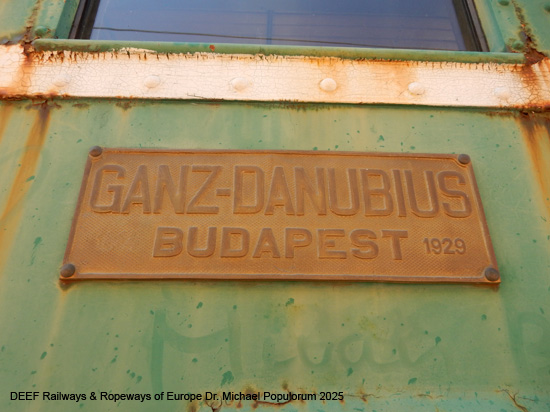 GANZ-DANUBIUS
BUDAPEST 1929
DEEF Railways & Ropeways of Europe Dr. Michael Populorum 2025